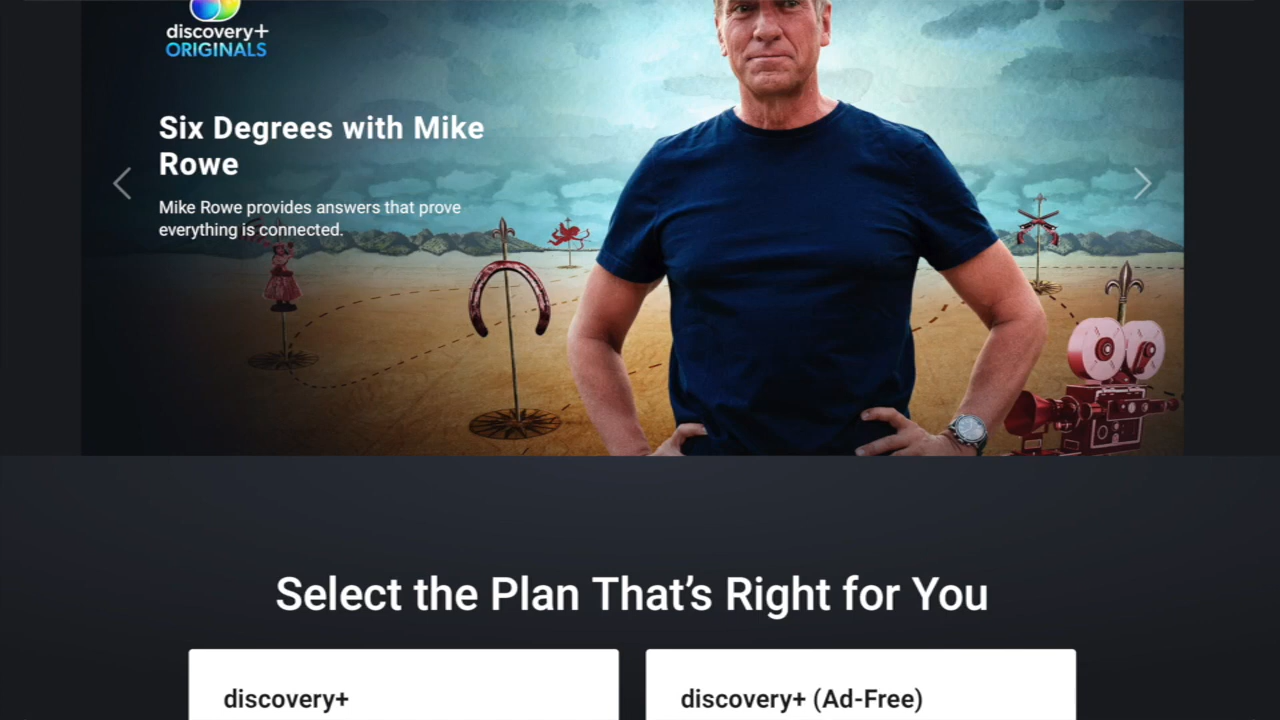 discovery+
ORIGINALS
Six Degrees with Mike
Rowe
Mike Rowe provides answers that prove
everything is connected.
Select the Plan That’s Right for You
discovery+
discovery+ (Ad-Free)